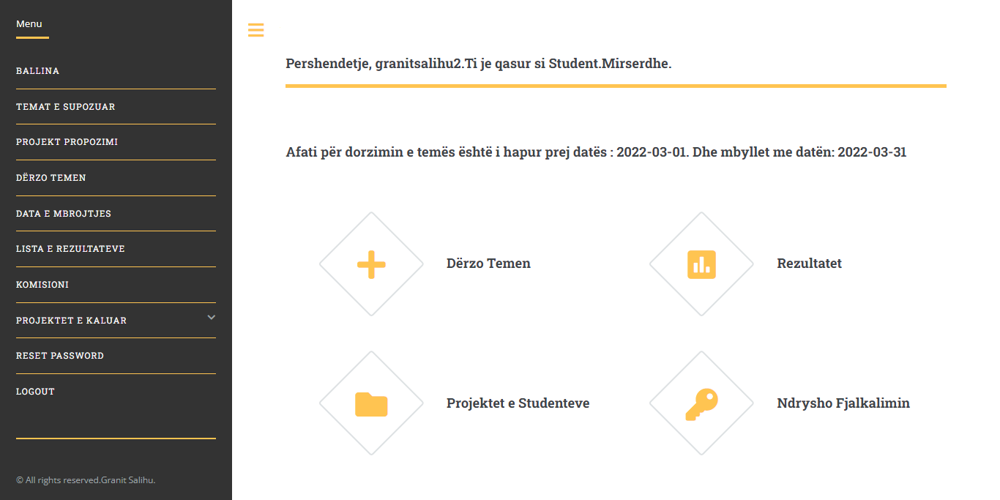 Menu
BALLINA
TEMAT E SUPOZUAR
PROJEKT PROPOZIMI
DËRZO TEMEN
DATA E MBROJTJES
LISTA E REZULTATEVE
KOMISIONI
PROJEKTET E KALUAR
RESET PASSWORD
LOGOUT
© All rights reserved.Granit Salihu.
Pershendetje, granitsalihu2.Ti je qasur si Student.Mirserdhe.
Afati për dorzimin e temës është i hapur prej datës : 2022-03-01. Dhe mbyllet me datën: 2022-03-31
Dërzo Temen
Rezultatet
Projektet e Studenteve
Ndrysho Fjalkalimin